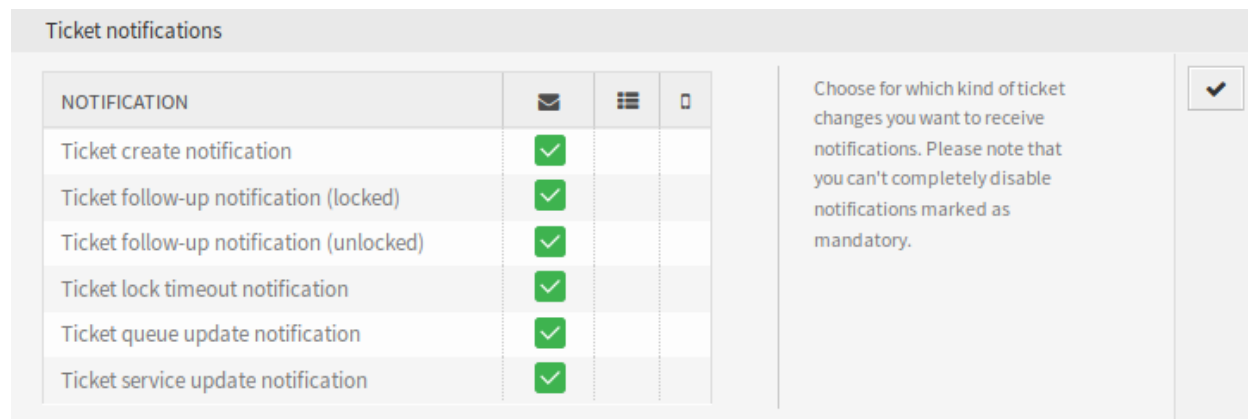 Ticket notifications
NOTIFICATION
Ticket create notification
Ticket follow-up notification (locked)
Ticket follow-up notification (unlocked)
Ticket lock timeout notification
Ticket queue update notification
Ticket service update notification
Choose for which kind of ticket
changes you want to receive
notifications. Please note that
you can't completely disable
notifications marked as
mandatory.